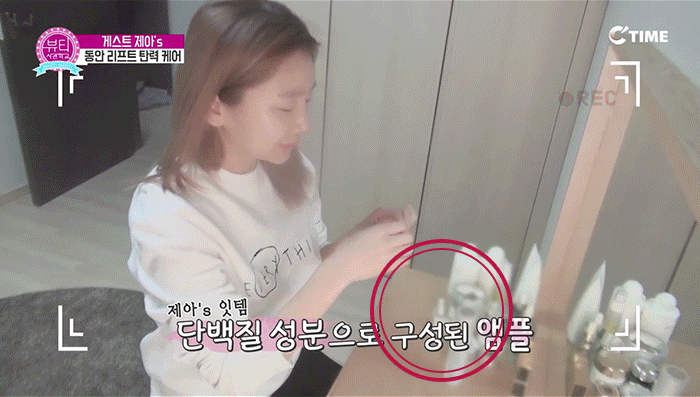 뷰티
게스트 제아's
동안 리프트 탄력 케어
C TIME
REC
THIN
제아's 잇템
단백질 성분으로 구성된 앰플